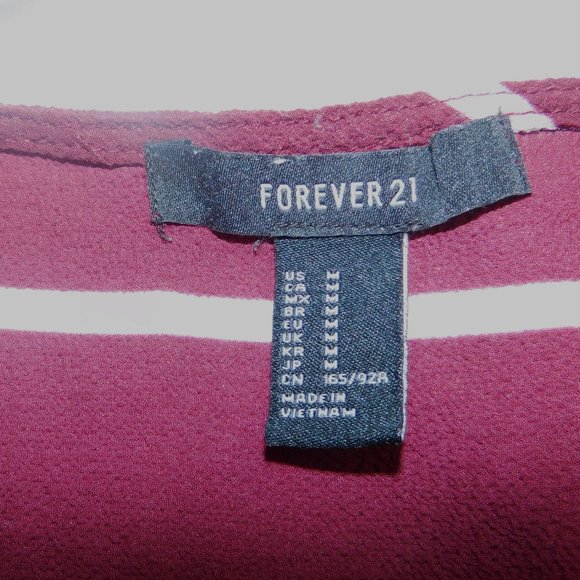 FOREVER 21
US M
CA M
MX M
BR M
EU M
UK M
KR M
JP M
CN 165/92A
MADE IN
VIETNAM